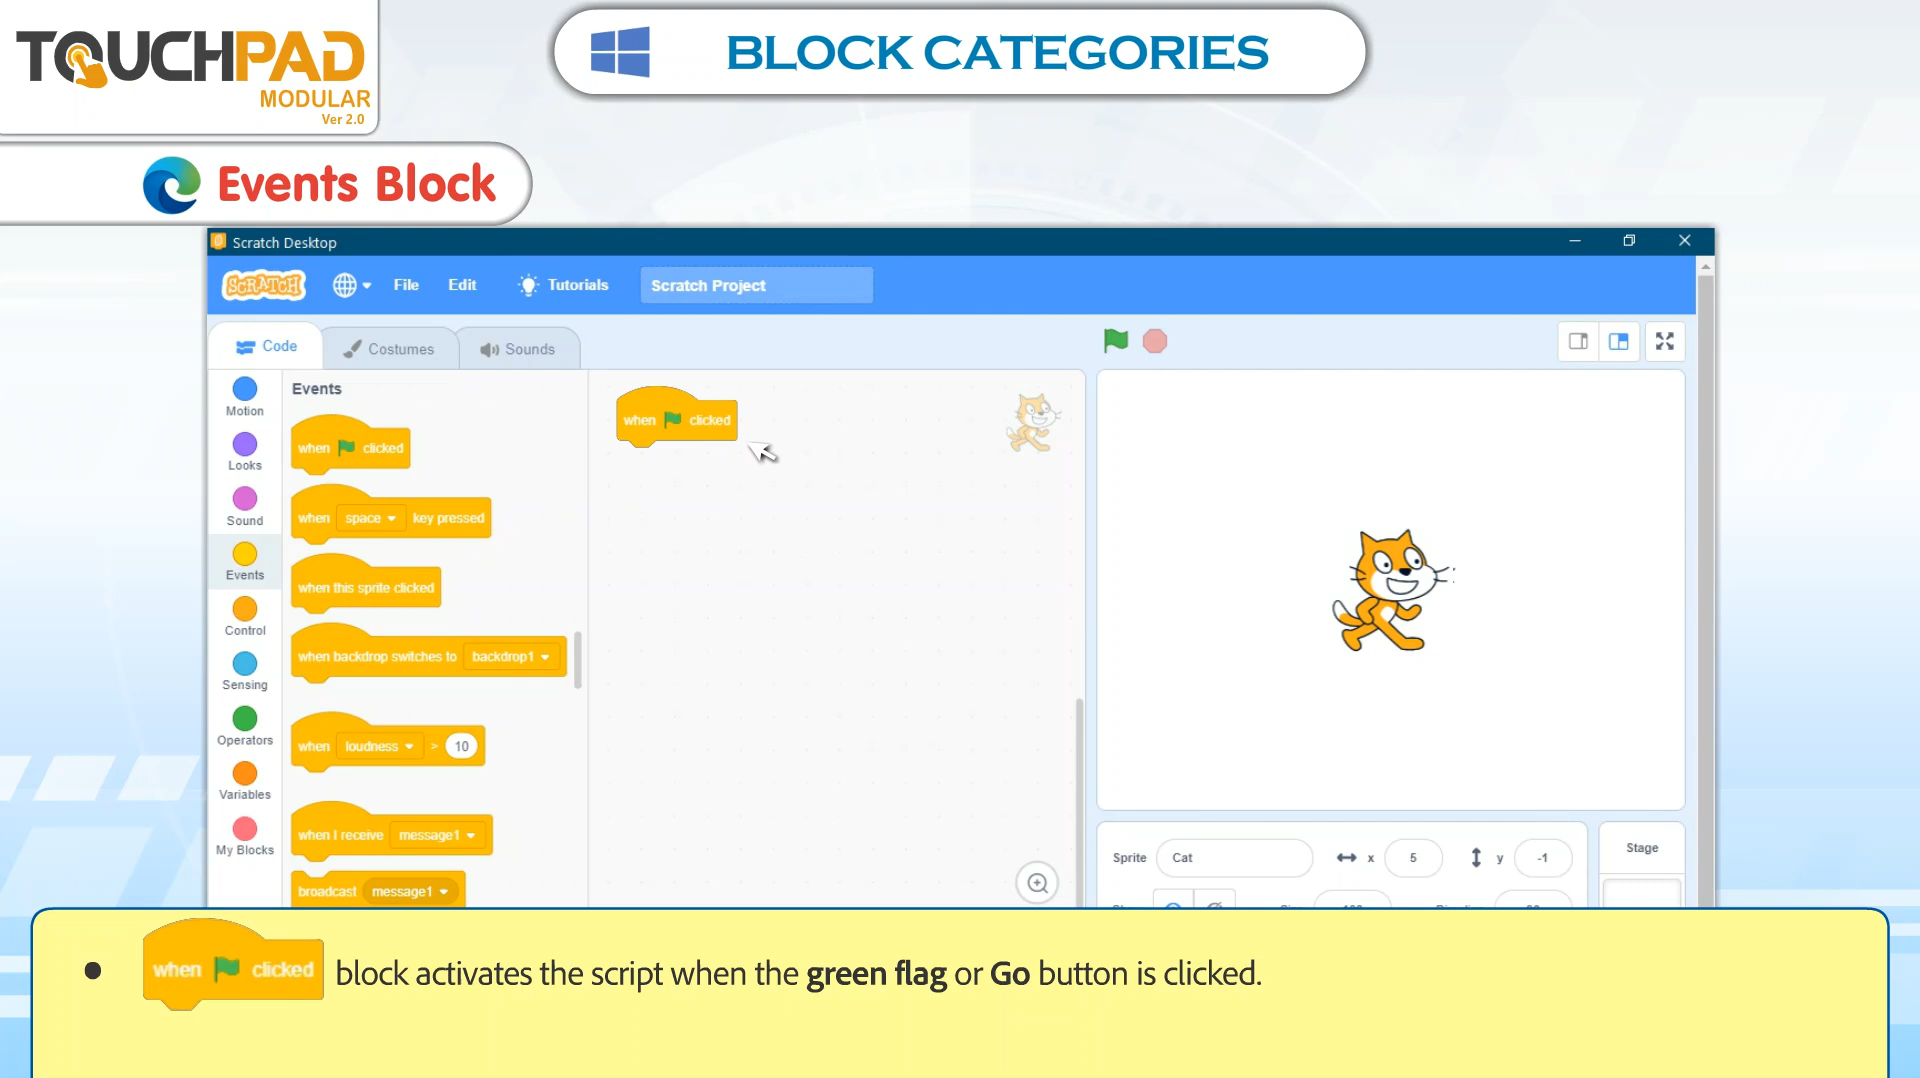 TOUCHPAD
MODULAR
Ver 2.0
BLOCK CATEGORIES
Events Block
Scratch Desktop
SCRATCH
File
Edit
Tutorials
Scratch Project
Code
Costumes
Sounds
Motion
Looks
Sound
Events
Control
Sensing
Operators
Variables
My Blocks
Events
when clicked
when space key pressed
when this sprite clicked
when backdrop switches to backdrop1
when loudness > 10
when I receive message1
broadcast message1
when clicked
Sprite Cat x 5 y -1
Stage
• when clicked block activates the script when the green flag or Go button is clicked.